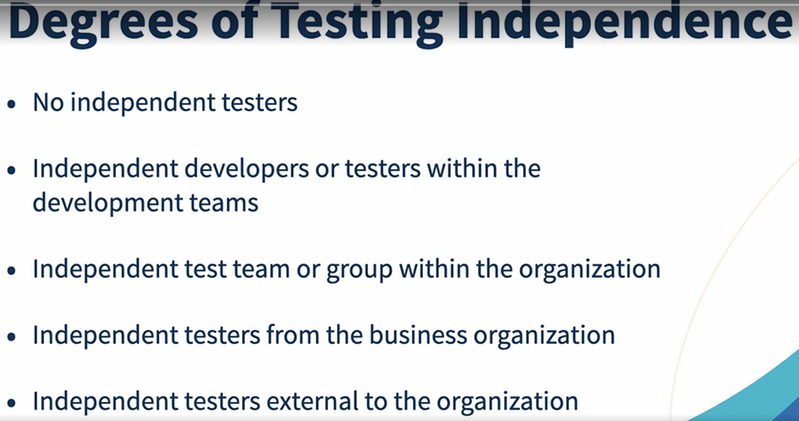 Degrees of Testing Independence
• No independent testers
• Independent developers or testers within the
development teams
• Independent test team or group within the organization
• Independent testers from the business organization
• Independent testers external to the organization